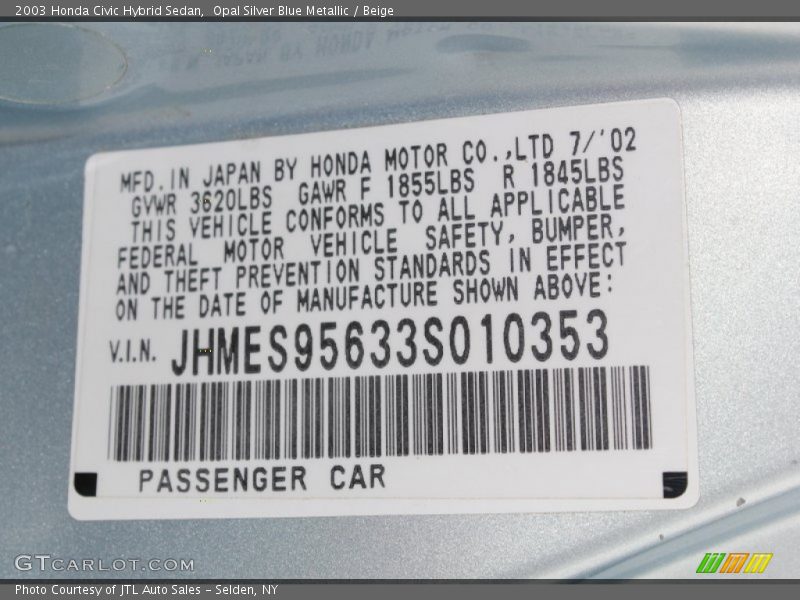 2003 Honda Civic Hybrid Sedan,  Opal Silver Blue Metallic / Beige
MFD. IN JAPAN BY HONDA MOTOR CO.,LTD 7/'02
GVWR 3620LBS GAWR F 1855LBS R 1845LBS
THIS VEHICLE CONFORMS TO ALL APPLICABLE
FEDERAL MOTOR VEHICLE SAFETY, BUMPER,
AND THEFT PREVENTION STANDARDS IN EFFECT
ON THE DATE OF MANUFACTURE SHOWN ABOVE:
V.I.N. JHMES95633S010353
PASSENGER CAR
GTCARLOT.COM
Photo Courtesy of JTL Auto Sales - Selden, NY